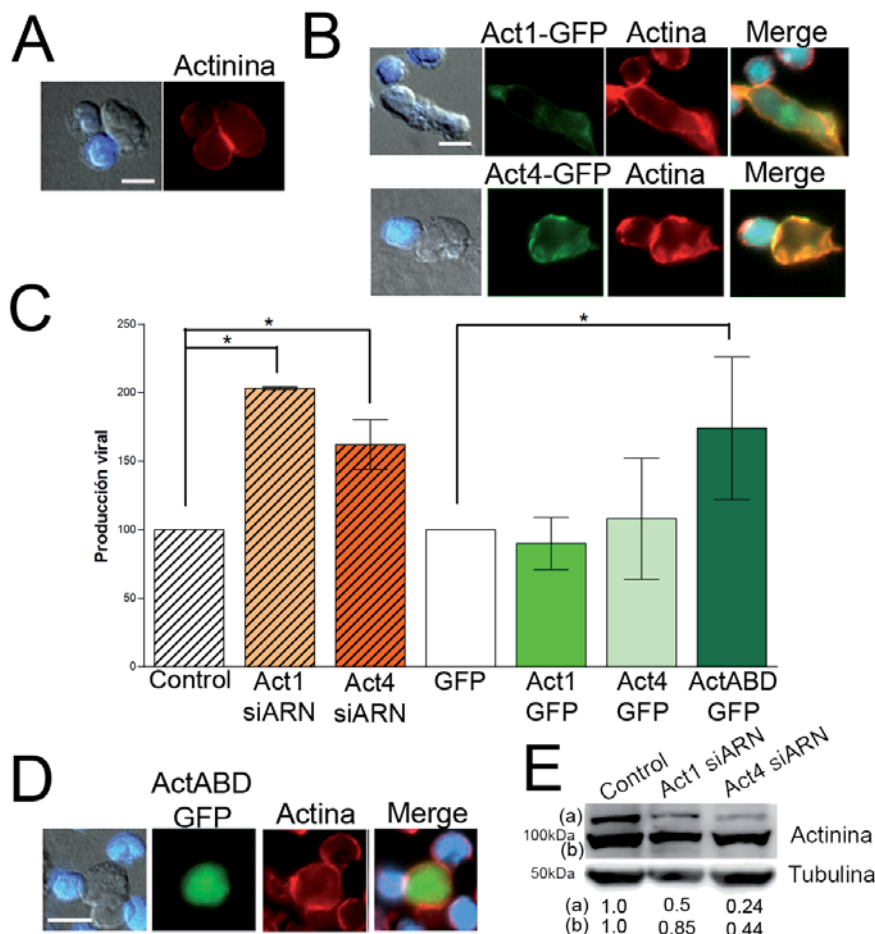 A
Actinina
B
Act1-GFP Actina Merge
Act4-GFP Actina Merge
C
Producción viral
250
200
150
100
50
0
* * *
Control Act1 siARN Act4 siARN GFP Act1 GFP Act4 GFP ActABD GFP
D
ActABD GFP Actina Merge
E
Control Act1 siARN Act4 siARN
(a)
100kDa Actinina
(b)
50kDa Tubulina
(a) 1.0 0.5 0.24
(b) 1.0 0.85 0.44